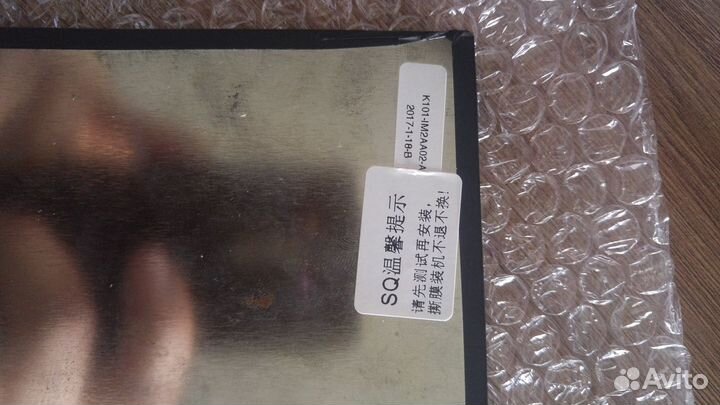 K101-IM2AA02-A
2017-1-18-B
SQ温馨提示
请先测试再安装，
撕膜装机不退不换！
Avito